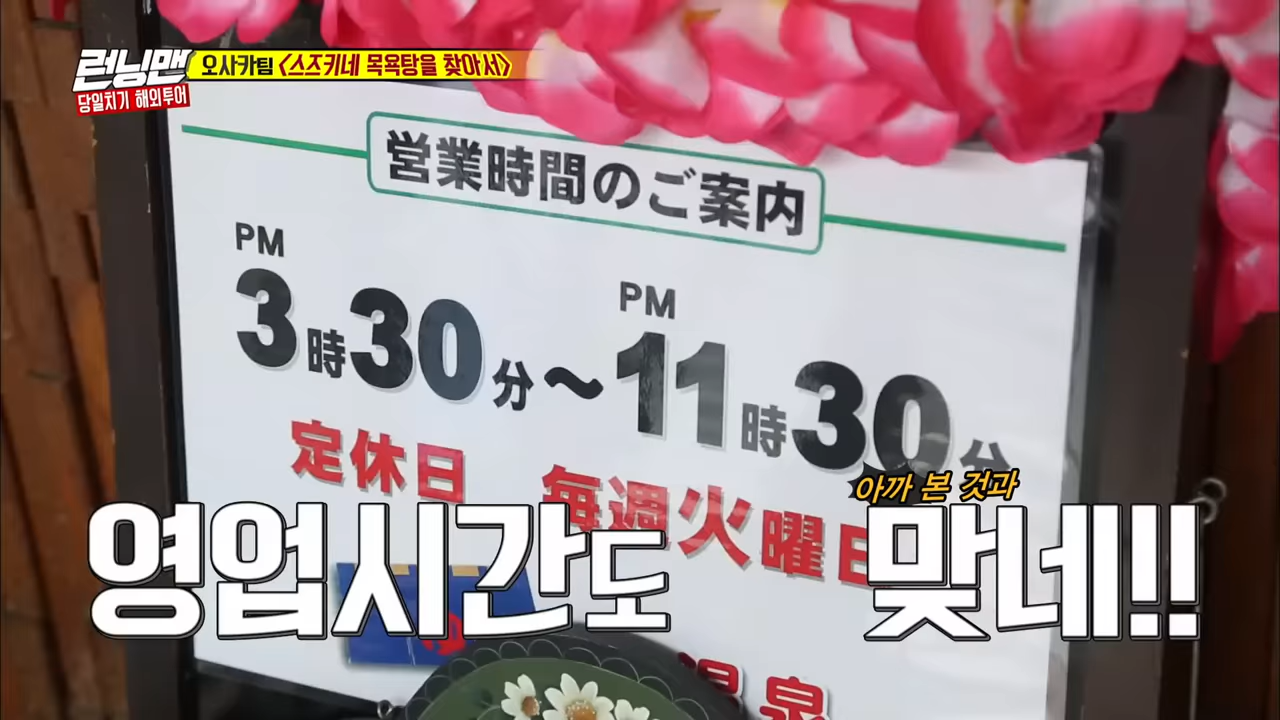 런닝맨
당일치기 해외투어
오사카팀 <스즈키네 목욕탕을 찾아서>
営業時間のご案内
PM PM
3時30分~11時30分
定休日 毎週火曜日
아까 본 것과
영업시간도 맞네!!
温泉